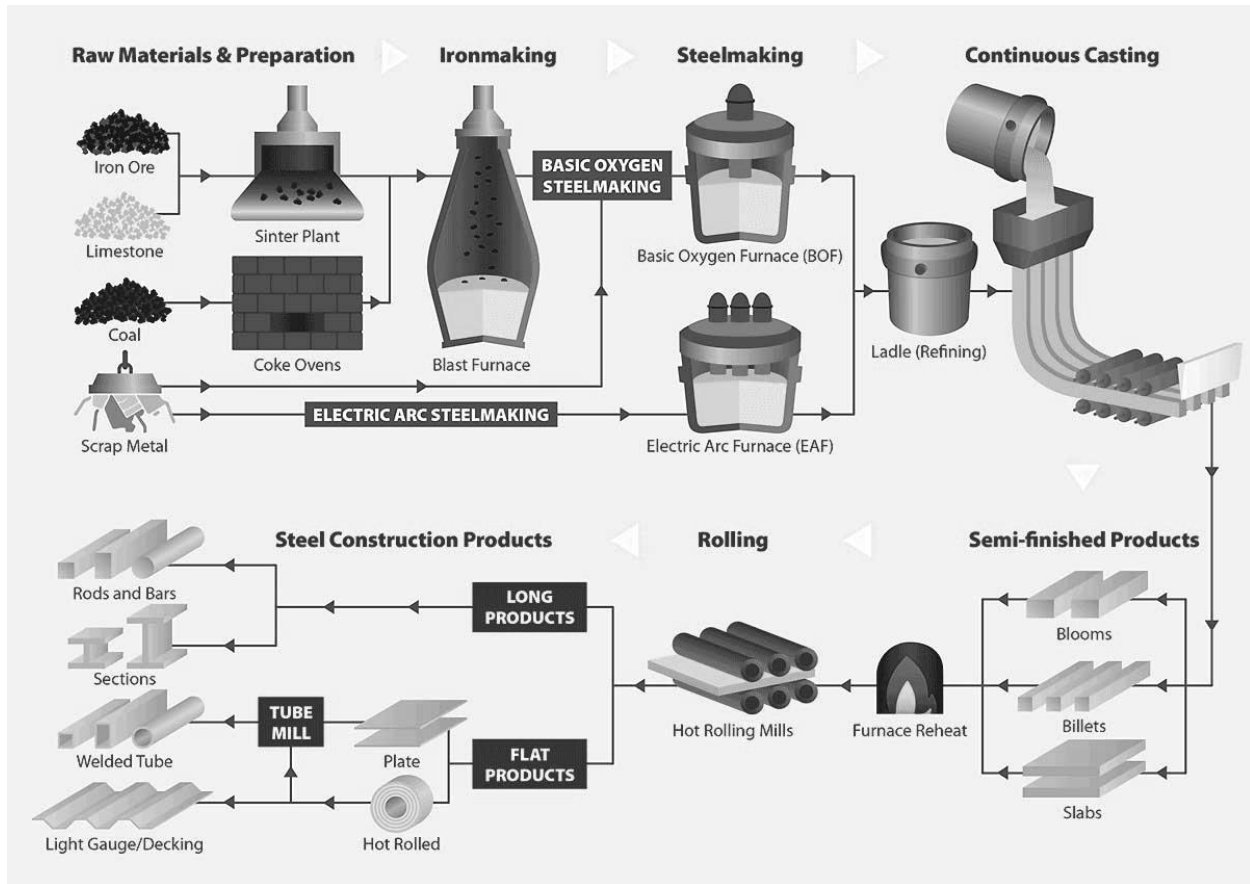 Raw Materials & Preparation
Ironmaking
Steelmaking
Continuous Casting
Iron Ore
Limestone
Coal
Scrap Metal
Sinter Plant
Coke Ovens
Blast Furnace
BASIC OXYGEN
STEELMAKING
ELECTRIC ARC STEELMAKING
Basic Oxygen Furnace (BOF)
Electric Arc Furnace (EAF)
Ladle (Refining)
Semi-finished Products
Rolling
Steel Construction Products
Blooms
Billets
Slabs
Furnace Reheat
Hot Rolling Mills
LONG
PRODUCTS
FLAT
PRODUCTS
Rods and Bars
Sections
TUBE
MILL
Plate
Welded Tube
Hot Rolled
Light Gauge/Decking